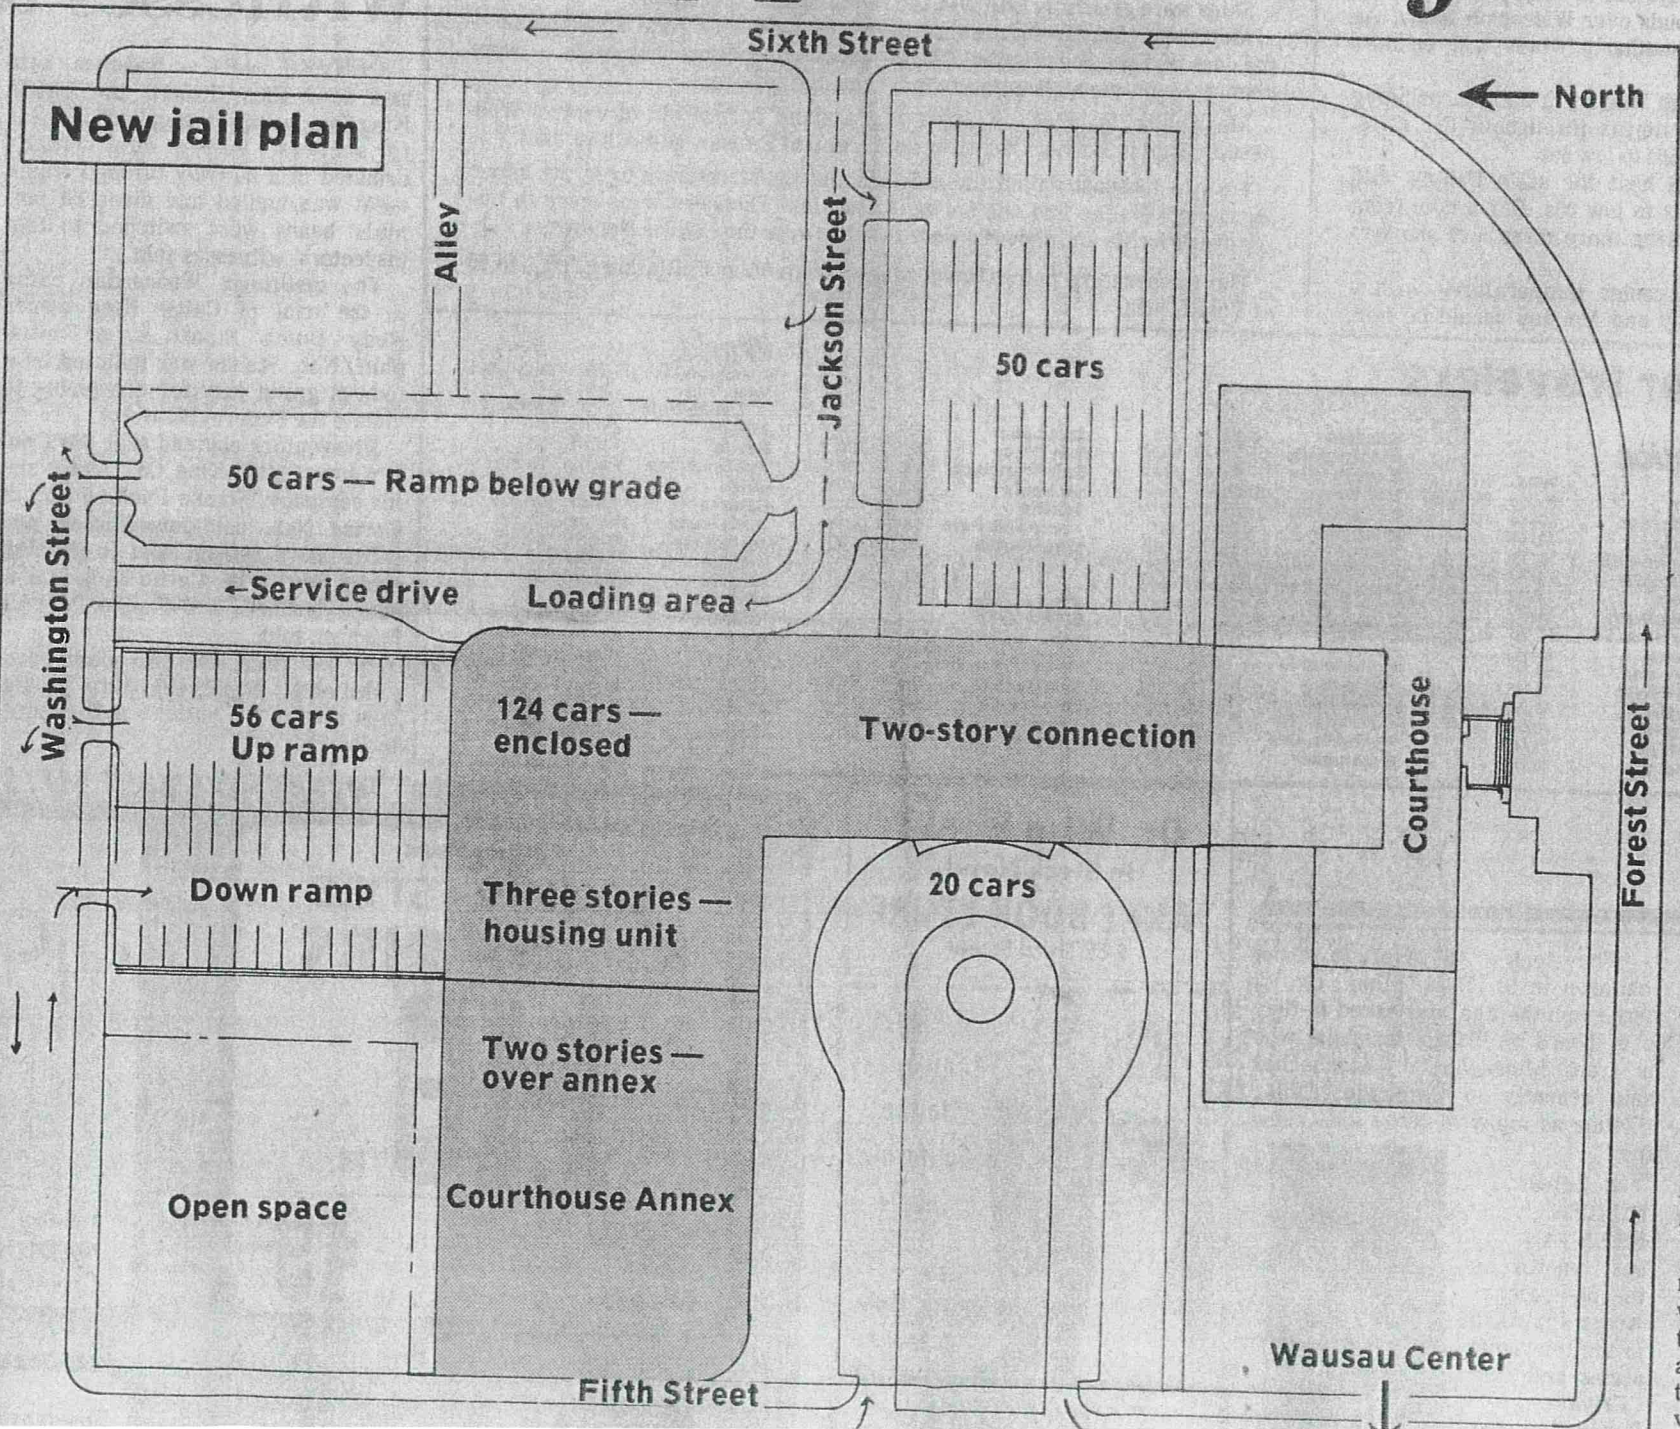 Sixth Street
North
New jail plan
Alley
Jackson Street
50 cars
50 cars — Ramp below grade
Washington Street
Service drive
Loading area
56 cars
Up ramp
124 cars —
enclosed
Two-story connection
Courthouse
Forest Street
Down ramp
Three stories —
housing unit
20 cars
Two stories —
over annex
Open space
Courthouse Annex
Wausau Center
Fifth Street